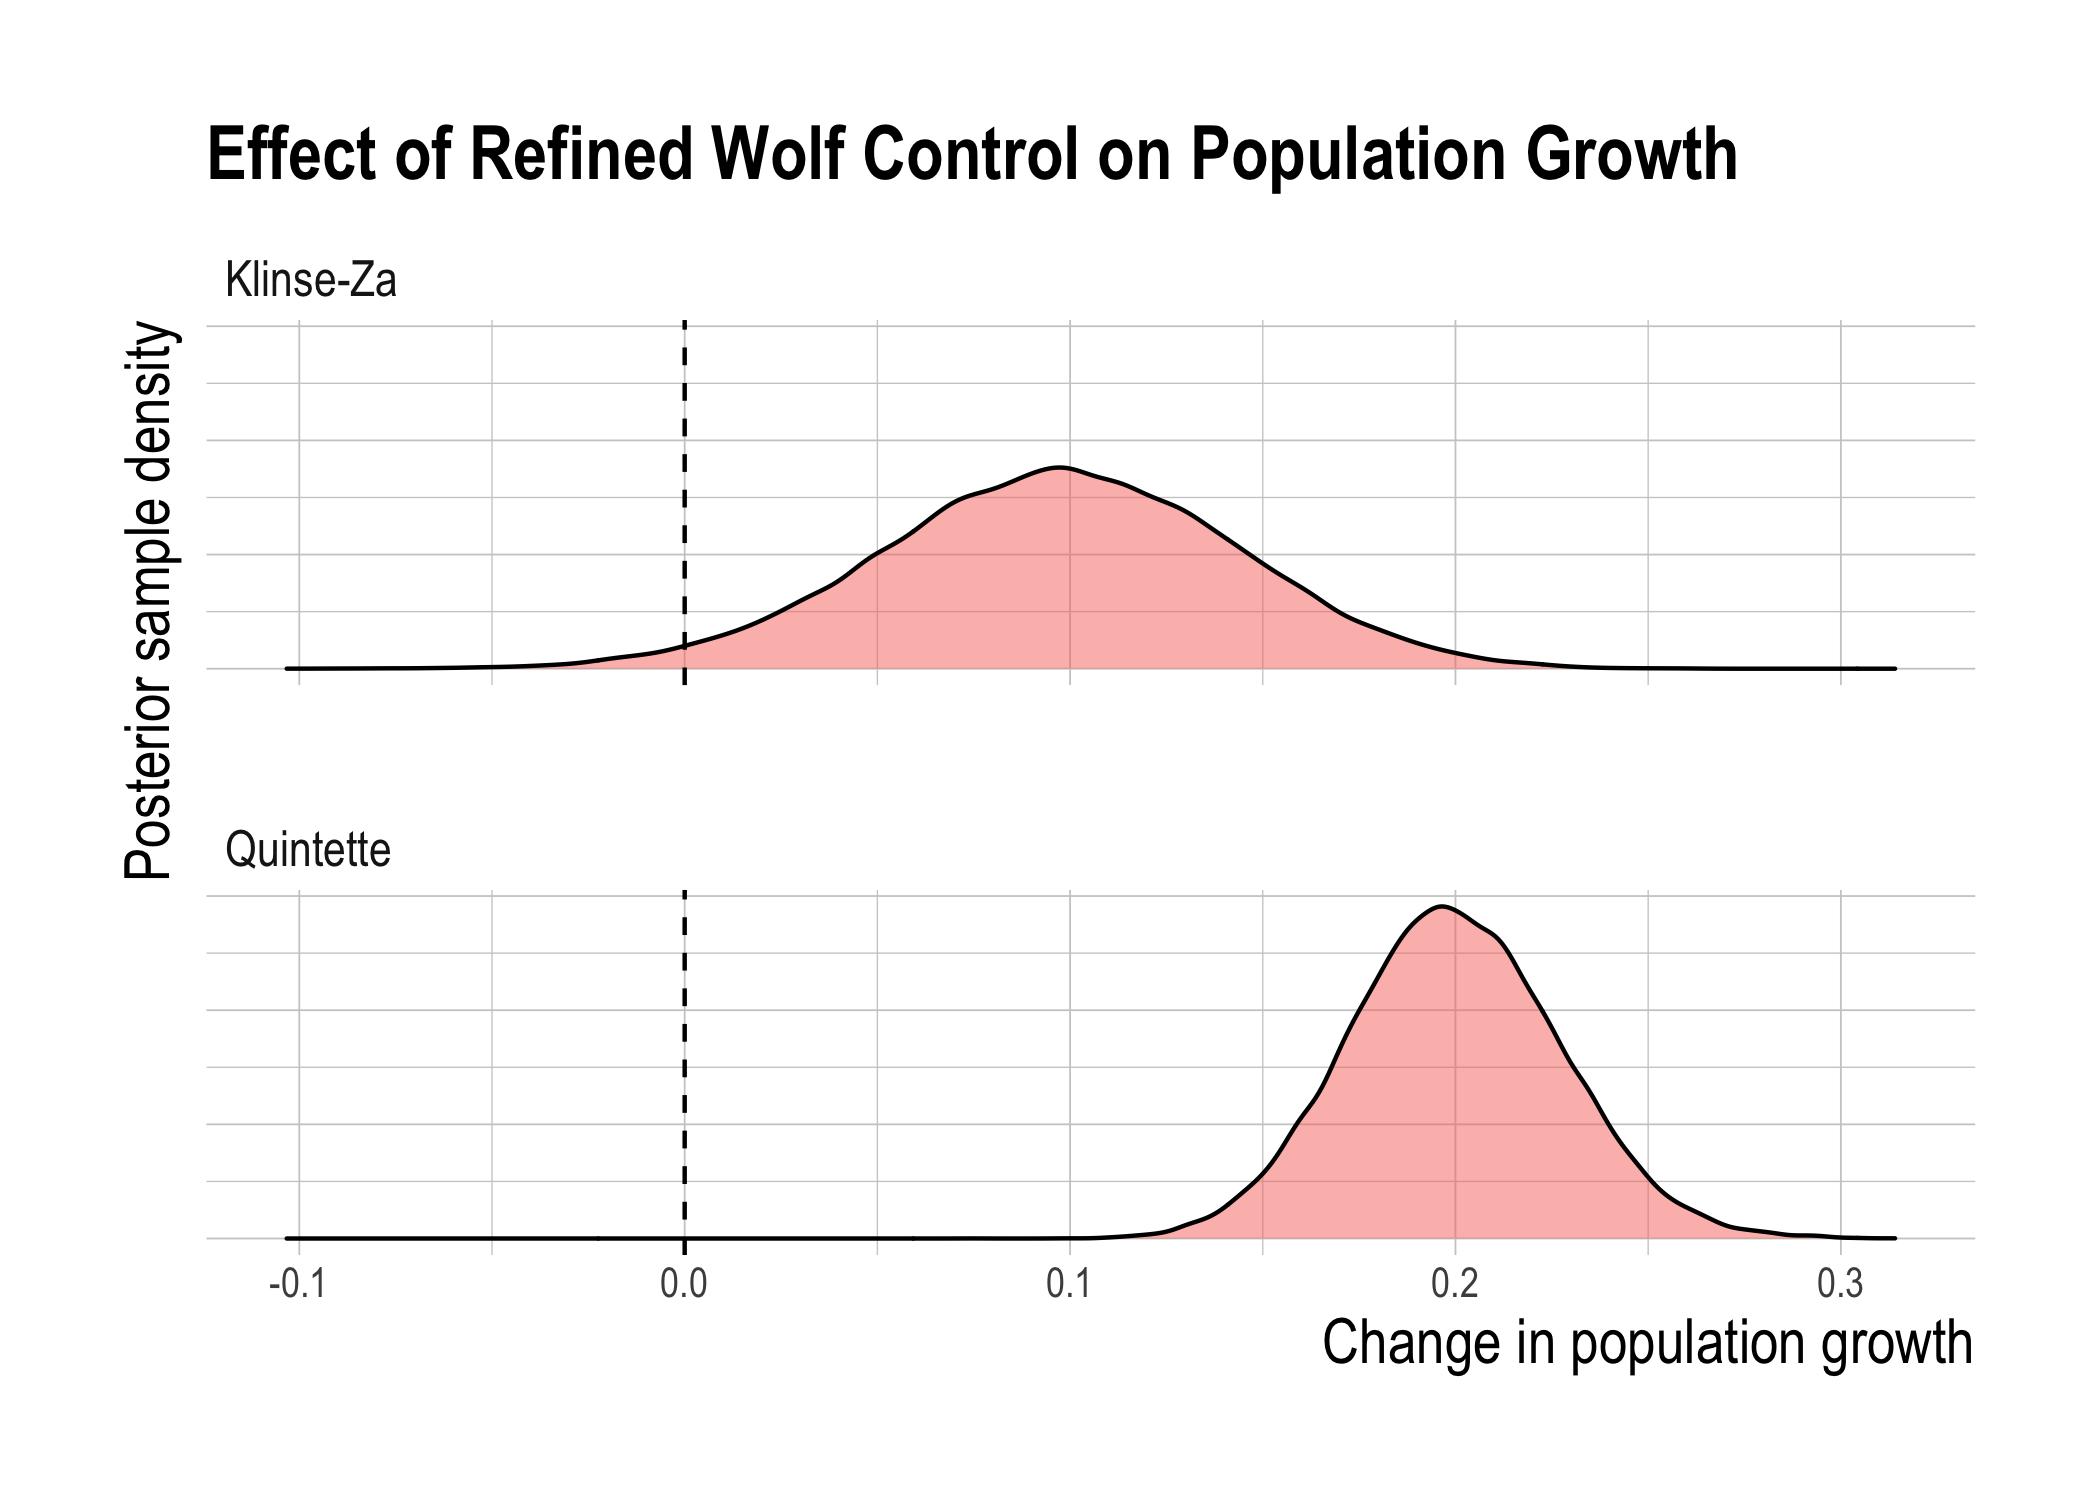 Effect of Refined Wolf Control on Population Growth
Klinse-Za
Posterior sample density
Quintette
-0.1 0.0 0.1 0.2 0.3
Change in population growth